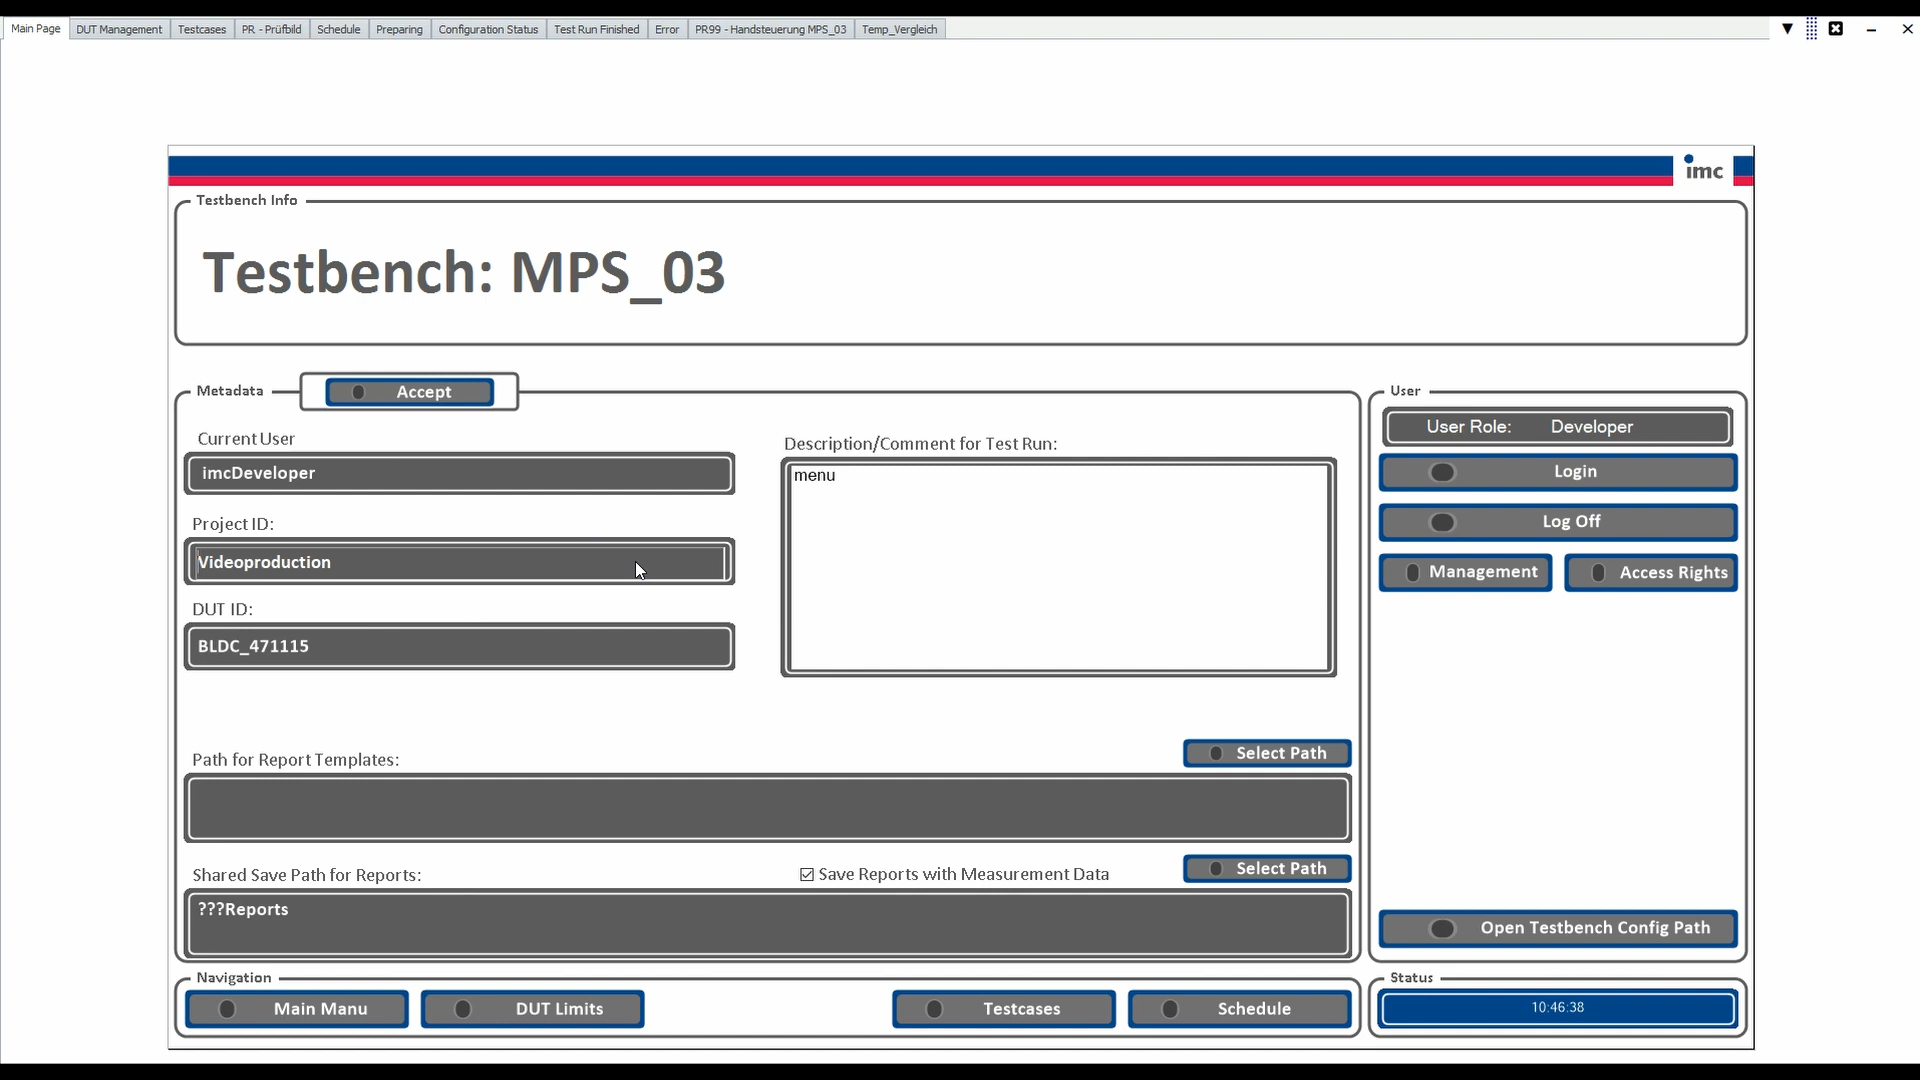 Main Page DUT Management Testcases PR - Prüfbild Schedule Preparing Configuration Status Test Run Finished Error PR99 - Handsteuerung MPS_03 Temp_Vergleich
imc
Testbench Info
Testbench: MPS_03
Metadata
Accept
Current User
imcDeveloper
Project ID:
Videoproduction
DUT ID:
BLDC_471115
Description/Comment for Test Run:
menu
Path for Report Templates:
Select Path
Shared Save Path for Reports:
Save Reports with Measurement Data
Select Path
???Reports
User
User Role: Developer
Login
Log Off
Management Access Rights
Open Testbench Config Path
Navigation
Main Manu DUT Limits Testcases Schedule
Status
10:46:38